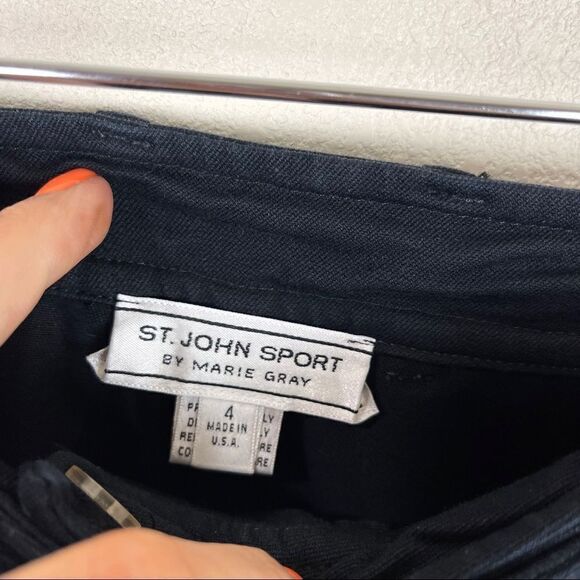 ST. JOHN SPORT
BY MARIE GRAY
4
MADE IN
U.S.A.